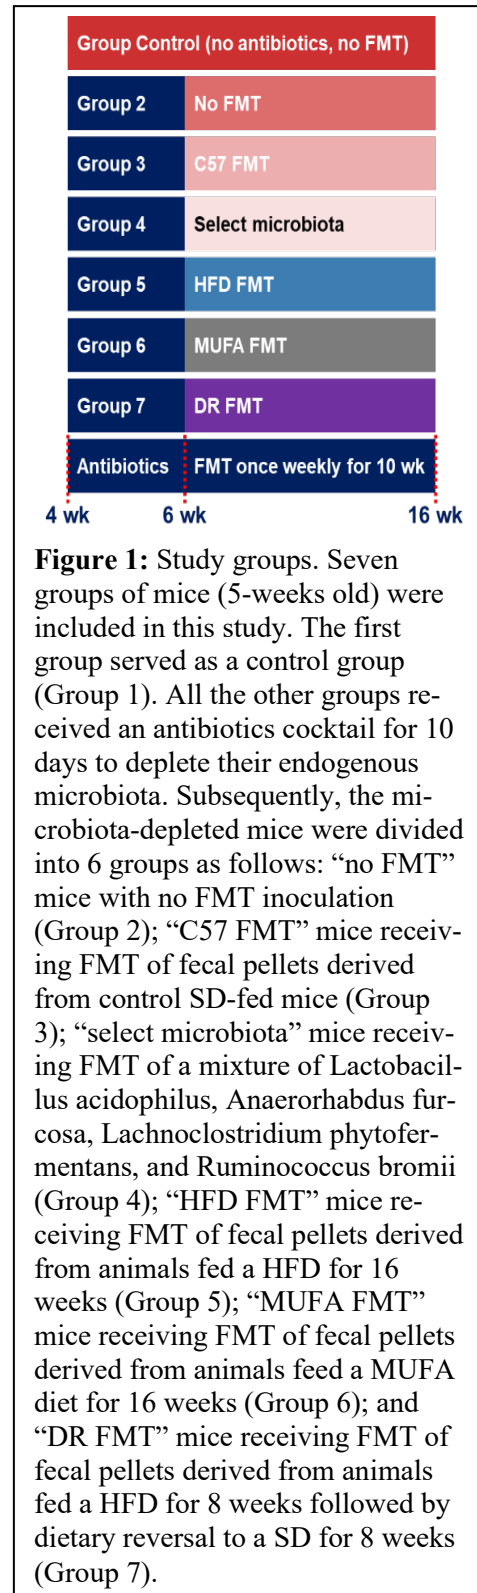 Group Control (no antibiotics, no FMT)
Group 2 No FMT
Group 3 C57 FMT
Group 4 Select microbiota
Group 5 HFD FMT
Group 6 MUFA FMT
Group 7 DR FMT
Antibiotics FMT once weekly for 10 wk
4 wk 6 wk 16 wk
Figure 1: Study groups. Seven
groups of mice (5-weeks old) were
included in this study. The first
group served as a control group
(Group 1). All the other groups re-
ceived an antibiotics cocktail for 10
days to deplete their endogenous
microbiota. Subsequently, the mi-
crobiota-depleted mice were divided
into 6 groups as follows: “no FMT”
mice with no FMT inoculation
(Group 2); “C57 FMT” mice receiv-
ing FMT of fecal pellets derived
from control SD-fed mice (Group
3); “select microbiota” mice receiv-
ing FMT of a mixture of Lactobacil-
lus acidophilus, Anaerorhabdus fur-
cosa, Lachnoclostridium phytofer-
mentans, and Ruminococcus bromii
(Group 4); “HFD FMT” mice re-
ceiving FMT of fecal pellets derived
from animals fed a HFD for 16
weeks (Group 5); “MUFA FMT”
mice receiving FMT of fecal pellets
derived from animals feed a MUFA
diet for 16 weeks (Group 6); and
“DR FMT” mice receiving FMT of
fecal pellets derived from animals
fed a HFD for 8 weeks followed by
dietary reversal to a SD for 8 weeks
(Group 7).